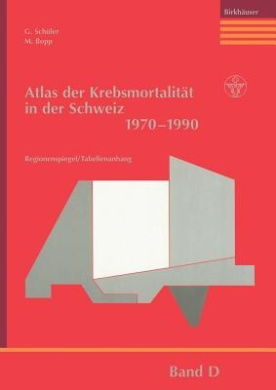 G. Schüler
M. Bopp
Birkhäuser
Atlas der Krebsmortalität
in der Schweiz
1970–1990
Regionenspiegel/Tabellenanhang
Band D